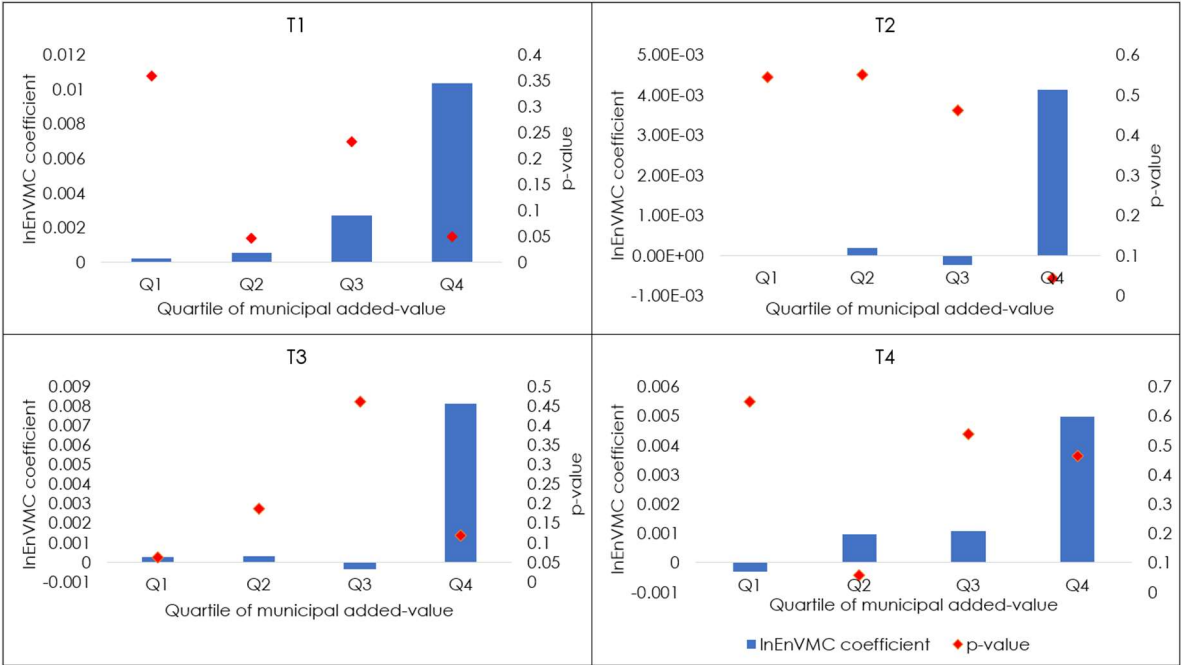 T1
lnEnVMC coefficient
0.012
0.01
0.008
0.006
0.004
0.002
0
0.4
0.35
0.3
0.25
0.2
0.15
0.1
0.05
0
p-value
Q1 Q2 Q3 Q4
Quartile of municipal added-value
T2
lnEnVMC coefficient
5.00E-03
4.00E-03
3.00E-03
2.00E-03
1.00E-03
0.00E+00
-1.00E-03
0.6
0.5
0.4
0.3
0.2
0.1
0
p-value
Q1 Q2 Q3 Q4
Quartile of municipal added-value
T3
lnEnVMC coefficient
0.009
0.008
0.007
0.006
0.005
0.004
0.003
0.002
0.001
0
-0.001
0.5
0.45
0.4
0.35
0.3
0.25
0.2
0.15
0.1
0.05
0
p-value
Q1 Q2 Q3 Q4
Quartile of municipal added-value
T4
lnEnVMC coefficient
0.006
0.005
0.004
0.003
0.002
0.001
0
-0.001
0.7
0.6
0.5
0.4
0.3
0.2
0.1
0
Q1 Q2 Q3 Q4
Quartile of municipal added-value
lnEnVMC coefficient p-value